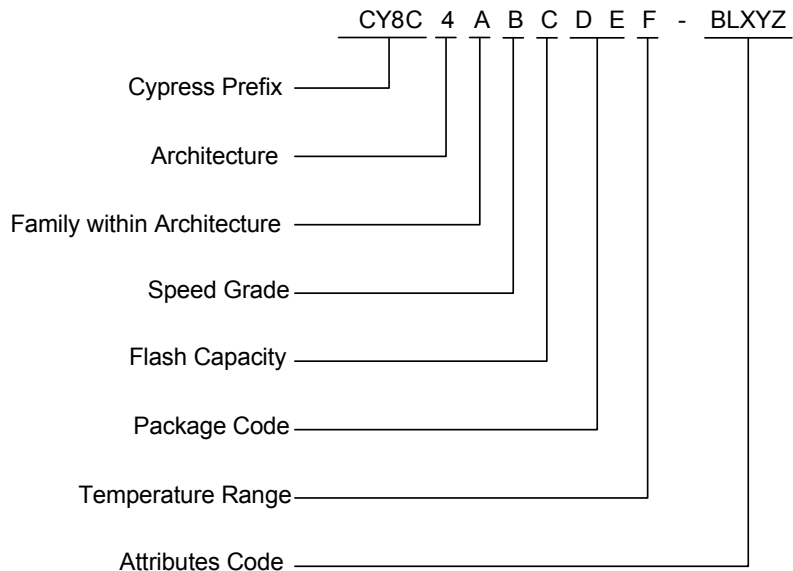 CY8C 4 A B C D E F - BLXYZ
Cypress Prefix
Architecture
Family within Architecture
Speed Grade
Flash Capacity
Package Code
Temperature Range
Attributes Code